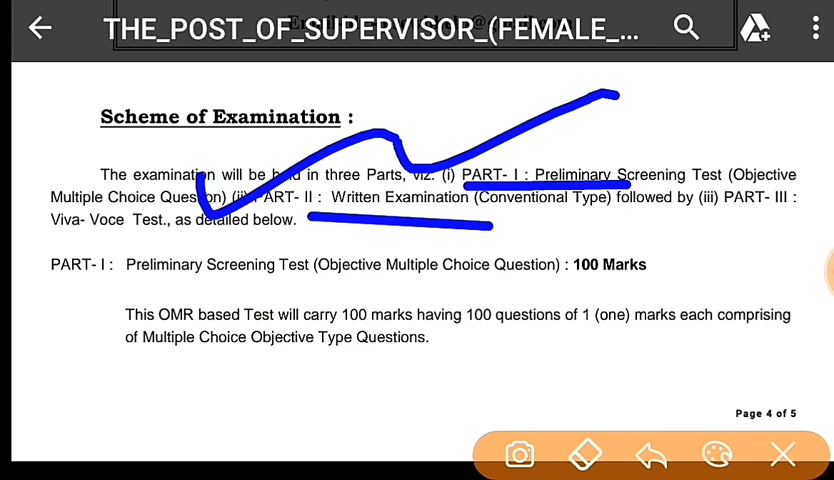 THE_POST_OF_SUPERVISOR_(FEMALE_...
Scheme of Examination :
The examination will be held in three Parts, viz. (i) PART- I : Preliminary Screening Test (Objective
Multiple Choice Question) (ii) PART- II : Written Examination (Conventional Type) followed by (iii) PART- III :
Viva- Voce Test., as detailed below.
PART- I : Preliminary Screening Test (Objective Multiple Choice Question) : 100 Marks
This OMR based Test will carry 100 marks having 100 questions of 1 (one) marks each comprising
of Multiple Choice Objective Type Questions.
Page 4 of 5